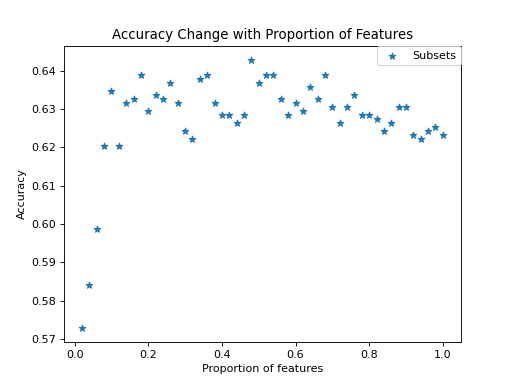 Accuracy Change with Proportion of Features
Subsets
0.64
0.63
0.62
0.61
0.60
0.59
0.58
0.57
Accuracy
0.0 0.2 0.4 0.6 0.8 1.0
Proportion of features